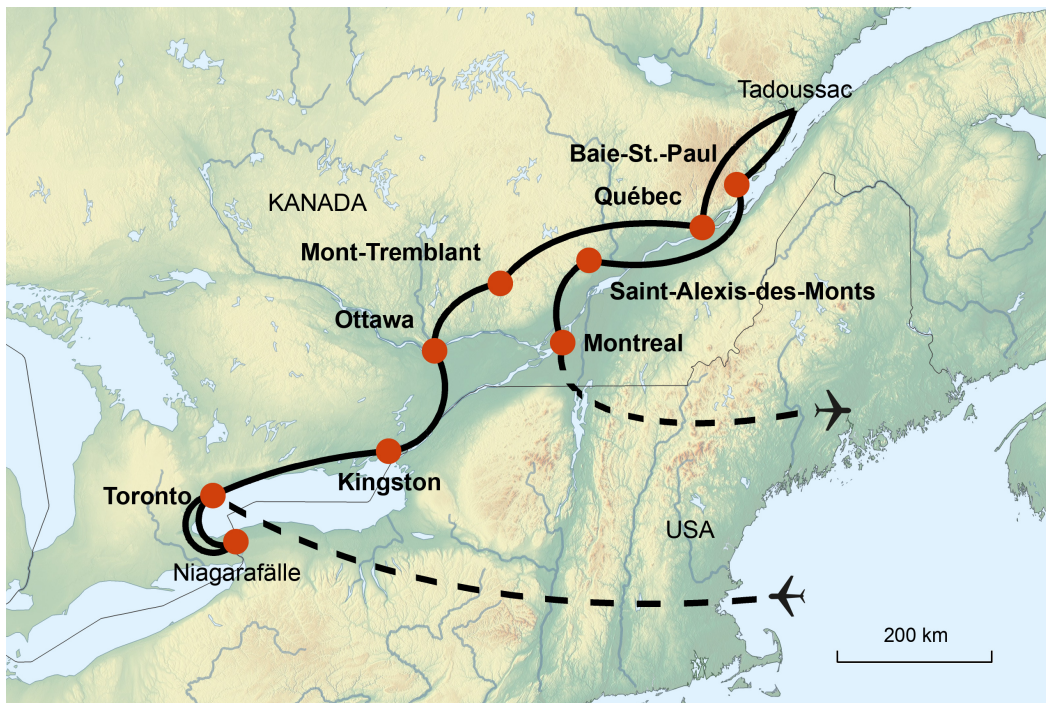 Tadoussac
Baie-St.-Paul
Québec
KANADA
Mont-Tremblant
Saint-Alexis-des-Monts
Ottawa
Montreal
Kingston
Toronto
USA
Niagarafälle
200 km